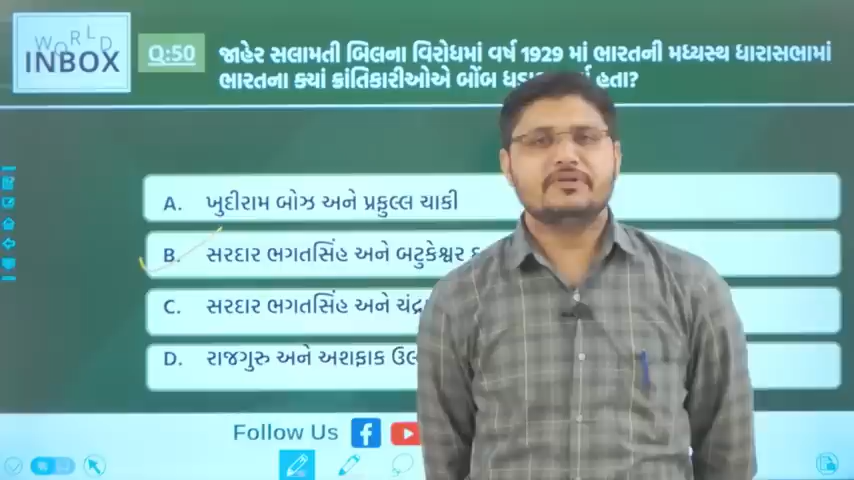 WORLD
INBOX
Q:50
જાહેર સલામતી બિલના વિરોધમાં વર્ષ 1929 માં ભારતની મધ્યસ્થ ધારાસભામાં
ભારતના ક્યાં ક્રાંતિકારીઓએ બોંબ હતા?
A. ખુદીરામ બોઝ અને પ્રફુલ્લ ચાકી
B. સરદાર ભગતસિંહ અને બટુકેશ્વર
C. સરદાર ભગતસિંહ અને
D. રાજગુરુ અને અશફાક
Follow Us